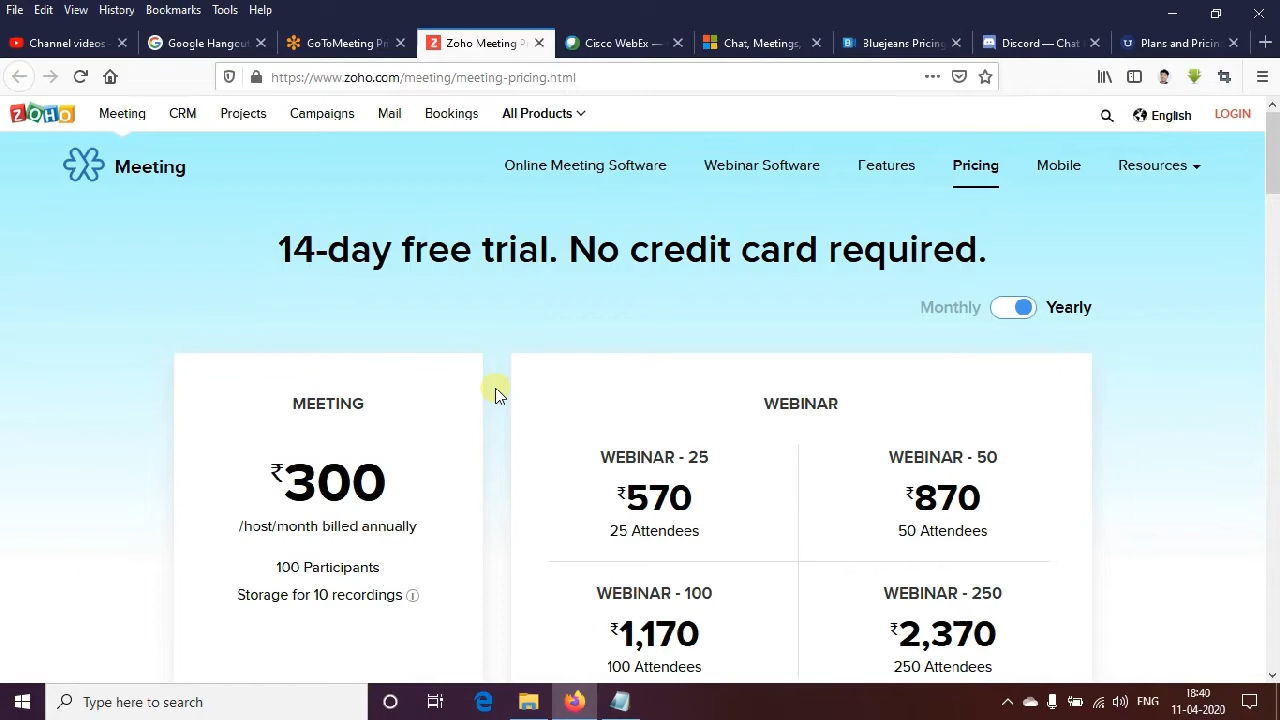 File Edit View History Bookmarks Tools Help
Channel videos -
Google Hangout
GoToMeeting Pr
Zoho Meeting P
Cisco WebEx —
Chat, Meetings,
Bluejeans Pricing
Discord — Chat
Plans and Pricin
https://www.zoho.com/meeting/meeting-pricing.html
ZOHO Meeting CRM Projects Campaigns Mail Bookings All Products English LOGIN
Meeting Online Meeting Software Webinar Software Features Pricing Mobile Resources
14-day free trial. No credit card required.
Monthly Yearly
MEETING
₹300
/host/month billed annually
100 Participants
Storage for 10 recordings
WEBINAR
WEBINAR - 25
₹570
25 Attendees
WEBINAR - 50
₹870
50 Attendees
WEBINAR - 100
₹1,170
100 Attendees
WEBINAR - 250
₹2,370
250 Attendees
Type here to search
ENG
18:40
11-04-2020